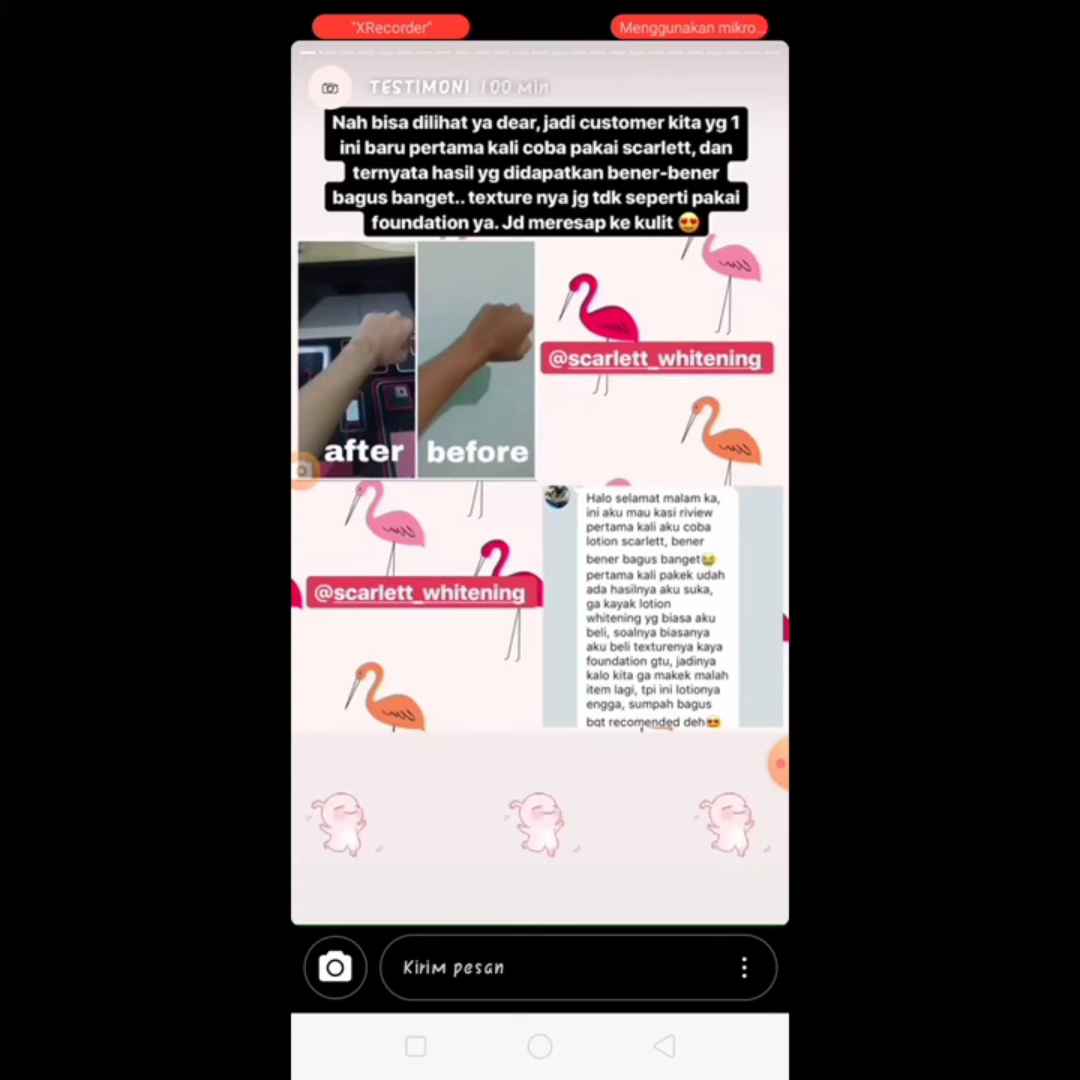 "XRecorder"
Menggunakan mikro...
TESTIMONI 100 Min
Nah bisa dilihat ya dear, jadi customer kita yg 1
ini baru pertama kali coba pakai scarlett, dan
ternyata hasil yg didapatkan bener-bener
bagus banget.. texture nya jg tdk seperti pakai
foundation ya. Jd meresap ke kulit 😍
@scarlett_whitening
after
before
@scarlett_whitening
Halo selamat malam ka,
ini aku mau kasi riview
pertama kali aku coba
lotion scarlett, bener
bener bagus banget😂
pertama kali pakek udah
ada hasilnya aku suka,
ga kayak lotion
whitening yg biasa aku
beli, soalnya biasanya
aku beli texturenya kaya
foundation gtu, jadinya
kalo kita ga makek malah
item lagi, tpi ini lotionya
engga, sumpah bagus
bgt recomended deh😍
Kirim pesan